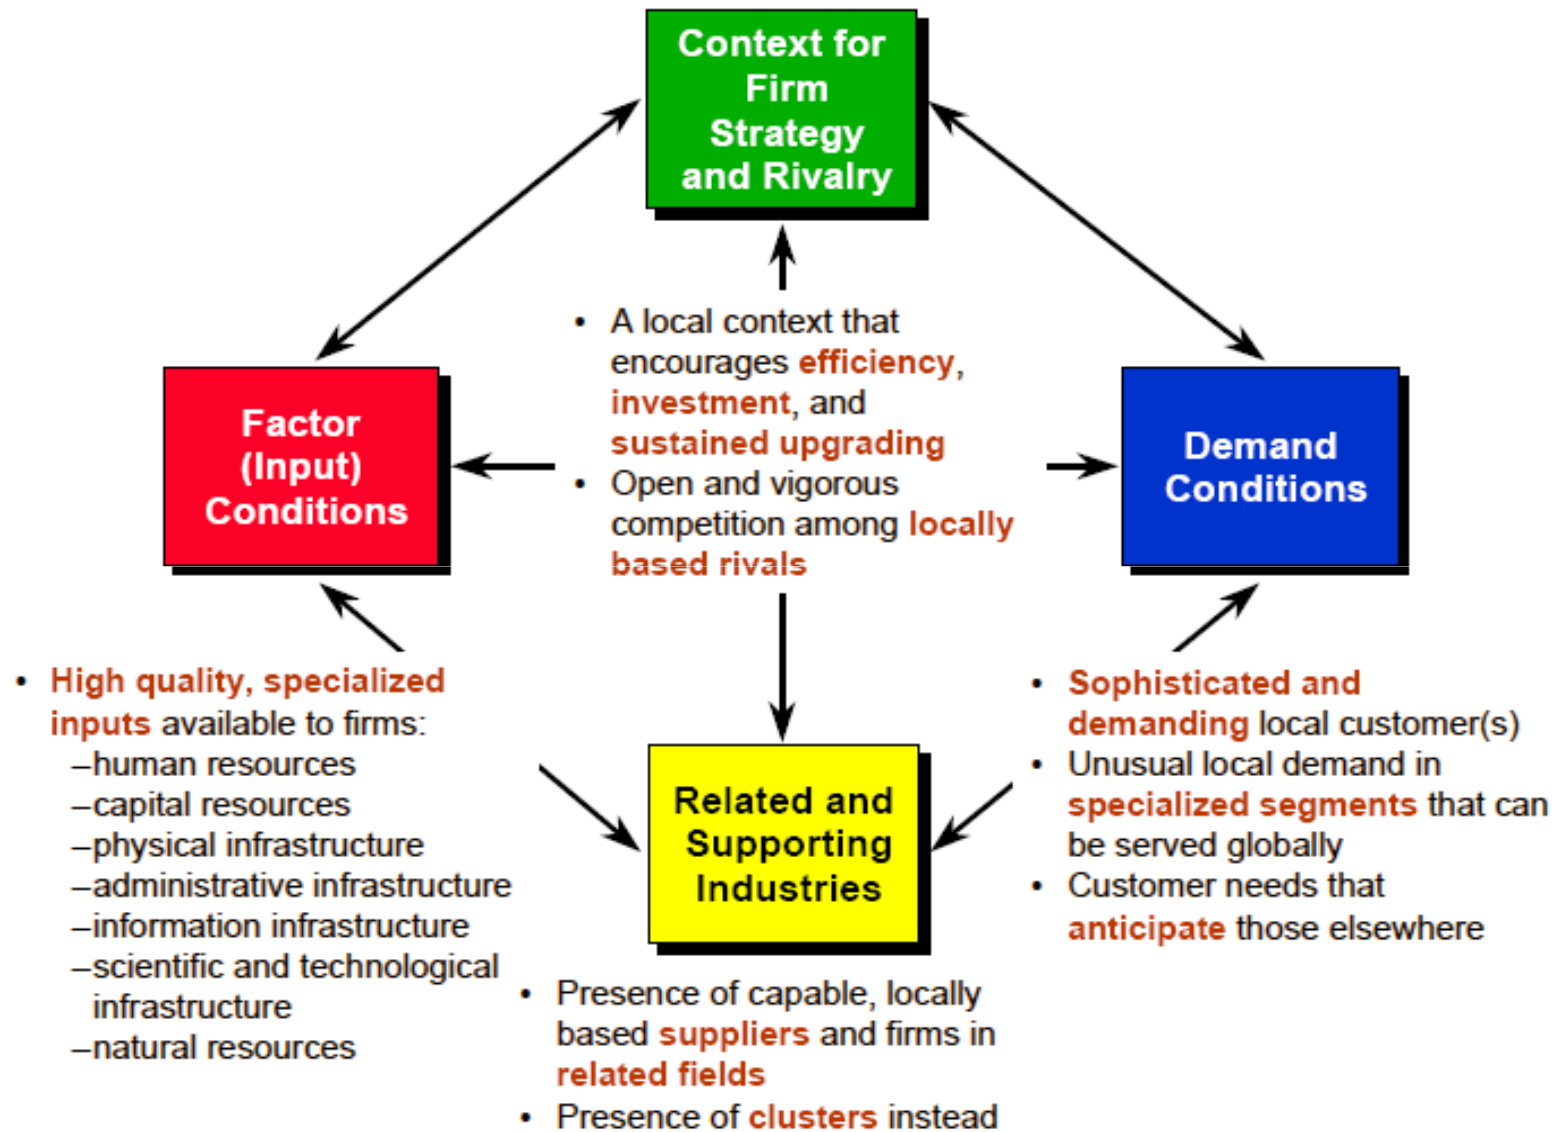 Context for
Firm
Strategy
and Rivalry
• A local context that
encourages efficiency,
investment, and
sustained upgrading
• Open and vigorous
competition among locally
based rivals
Factor
(Input)
Conditions
Demand
Conditions
• High quality, specialized
inputs available to firms:
–human resources
–capital resources
–physical infrastructure
–administrative infrastructure
–information infrastructure
–scientific and technological
infrastructure
–natural resources
• Sophisticated and
demanding local customer(s)
• Unusual local demand in
specialized segments that can
be served globally
• Customer needs that
anticipate those elsewhere
Related and
Supporting
Industries
• Presence of capable, locally
based suppliers and firms in
related fields
• Presence of clusters instead